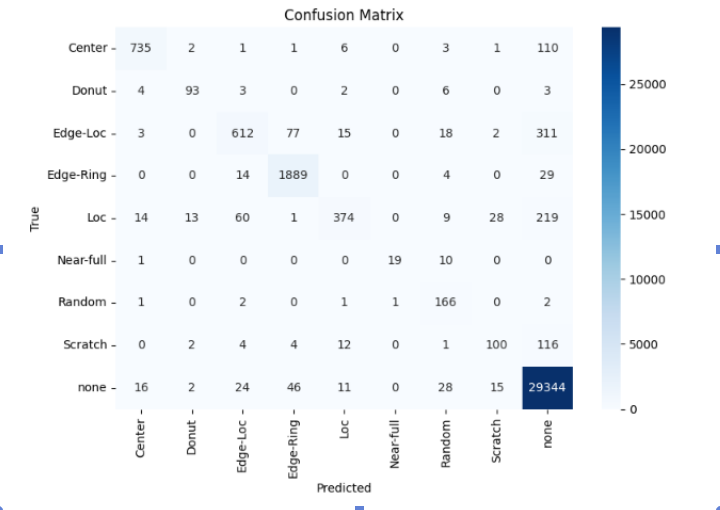 Confusion Matrix
Center 735 2 1 1 6 0 3 1 110
Donut 4 93 3 0 2 0 6 0 3
Edge-Loc 3 0 612 77 15 0 18 2 311
Edge-Ring 0 0 14 1889 0 0 4 0 29
Loc 14 13 60 1 374 0 9 28 219
Near-full 1 0 0 0 0 19 10 0 0
Random 1 0 2 0 1 1 166 0 2
Scratch 0 2 4 4 12 0 1 100 116
none 16 2 24 46 11 0 28 15 29344
True
Center Donut Edge-Loc Edge-Ring Loc Near-full Random Scratch none
Predicted
25000
20000
15000
10000
5000
0